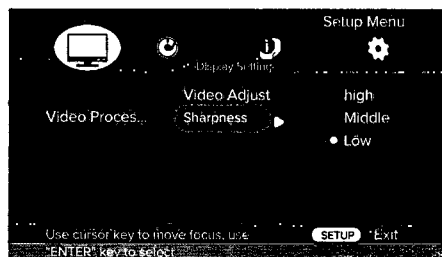 Setup Menu
Display Setting
Video Adjust
high
Video Proces...
Sharpness
Middle
Low
Use cursor key to move focus, use
SETUP Exit
"ENTER" key to select